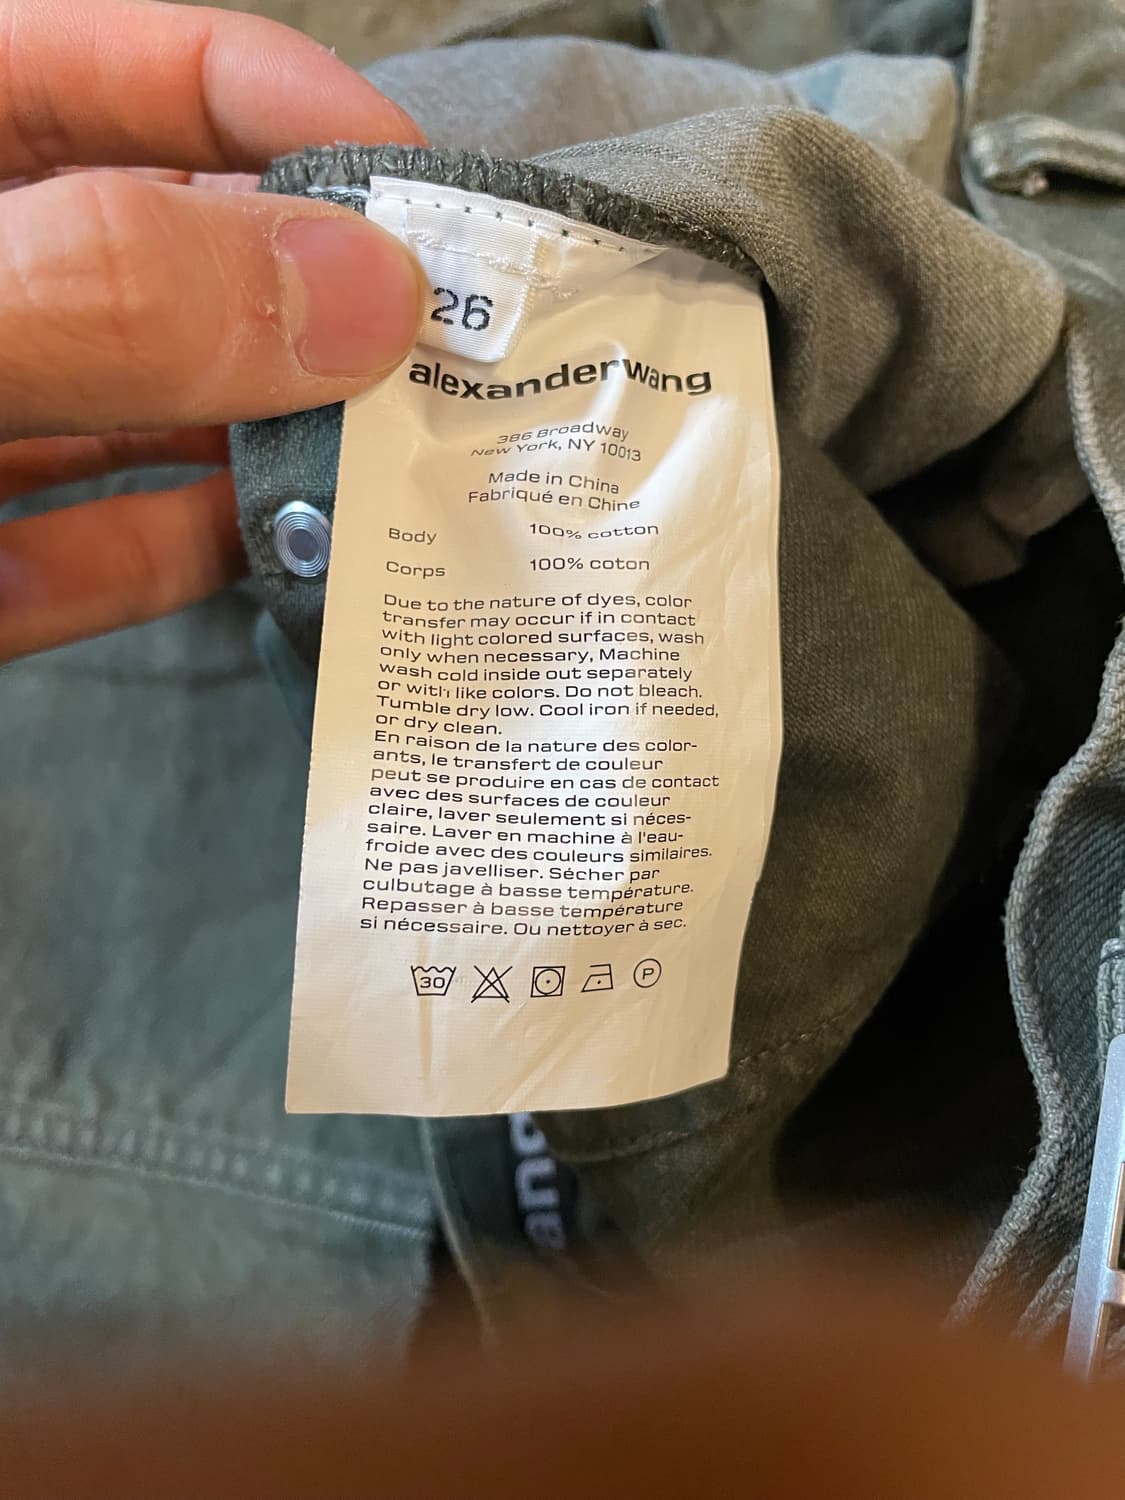 26
alexanderwang
386 Broadway
New York, NY 10013
Made in China
Fabriqué en Chine
Body 100% cotton
Corps 100% coton
Due to the nature of dyes, color
transfer may occur if in contact
with light colored surfaces, wash
only when necessary, Machine
wash cold inside out separately
or with like colors. Do not bleach.
Tumble dry low. Cool iron if needed,
or dry clean.
En raison de la nature des color-
ants, le transfert de couleur
peut se produire en cas de contact
avec des surfaces de couleur
claire, laver seulement si néces-
saire. Laver en machine à l'eau-
froide avec des couleurs similaires.
Ne pas javelliser. Sécher par
culbutage à basse température.
Repasser à basse température
si nécessaire. Ou nettoyer à sec.
30 P